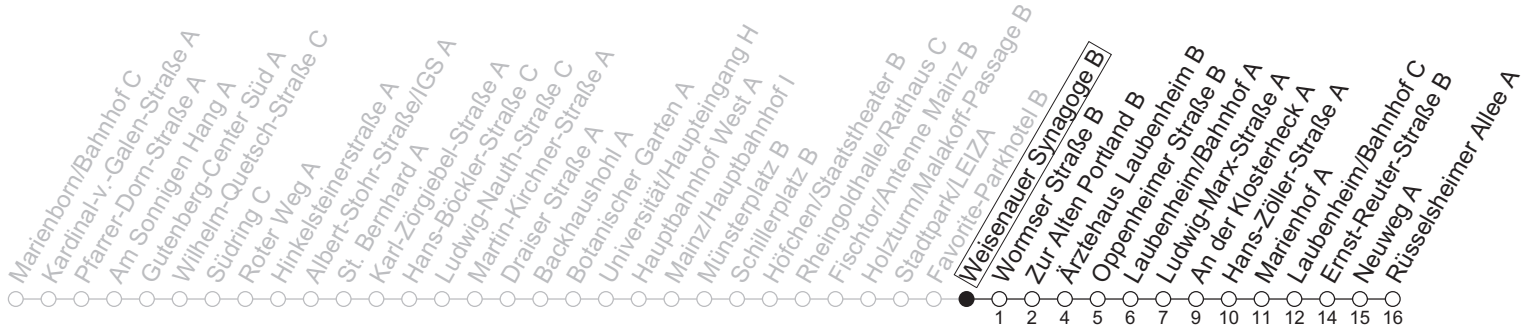 Marienborn/Bahnhof C
Kardinal-v.-Galen-Straße A
Pfarrer-Dorn-Straße A
Am Sonnigen Hang A
Gutenberg-Center Süd A
Wilhelm-Quetsch-Straße C
Südring C
Roter Weg A
Hinkelsteinerstraße A
Albert-Stohr-Straße/IGS A
St. Bernhard A
Karl-Zörgiebel-Straße A
Hans-Böckler-Straße C
Ludwig-Nauth-Straße C
Martin-Kirchner-Straße A
Draiser Straße A
Backhaushohl A
Botanischer Garten A
Universität/Haupteingang H
Hauptbahnhof West A
Mainz/Hauptbahnhof I
Münsterplatz B
Schillerplatz B
Höfchen/Staatstheater B
Rheingoldhalle/Rathaus C
Fischtor/Antenne Mainz B
Holzturm/Malakoff-Passage B
Stadtpark/LEIZA
Favorite-Parkhotel B
Weisenauer Synagoge B
Wormser Straße B
Zur Alten Portland B
Ärztehaus Laubenheim B
Oppenheimer Straße B
Laubenheim/Bahnhof A
Ludwig-Marx-Straße A
An der Klosterheck A
Hans-Zöller-Straße A
Marienhof A
Laubenheim/Bahnhof C
Ernst-Reuter-Straße B
Neuweg A
Rüsselsheimer Allee A
1 2 4 5 6 7 9 10 11 12 14 15 16